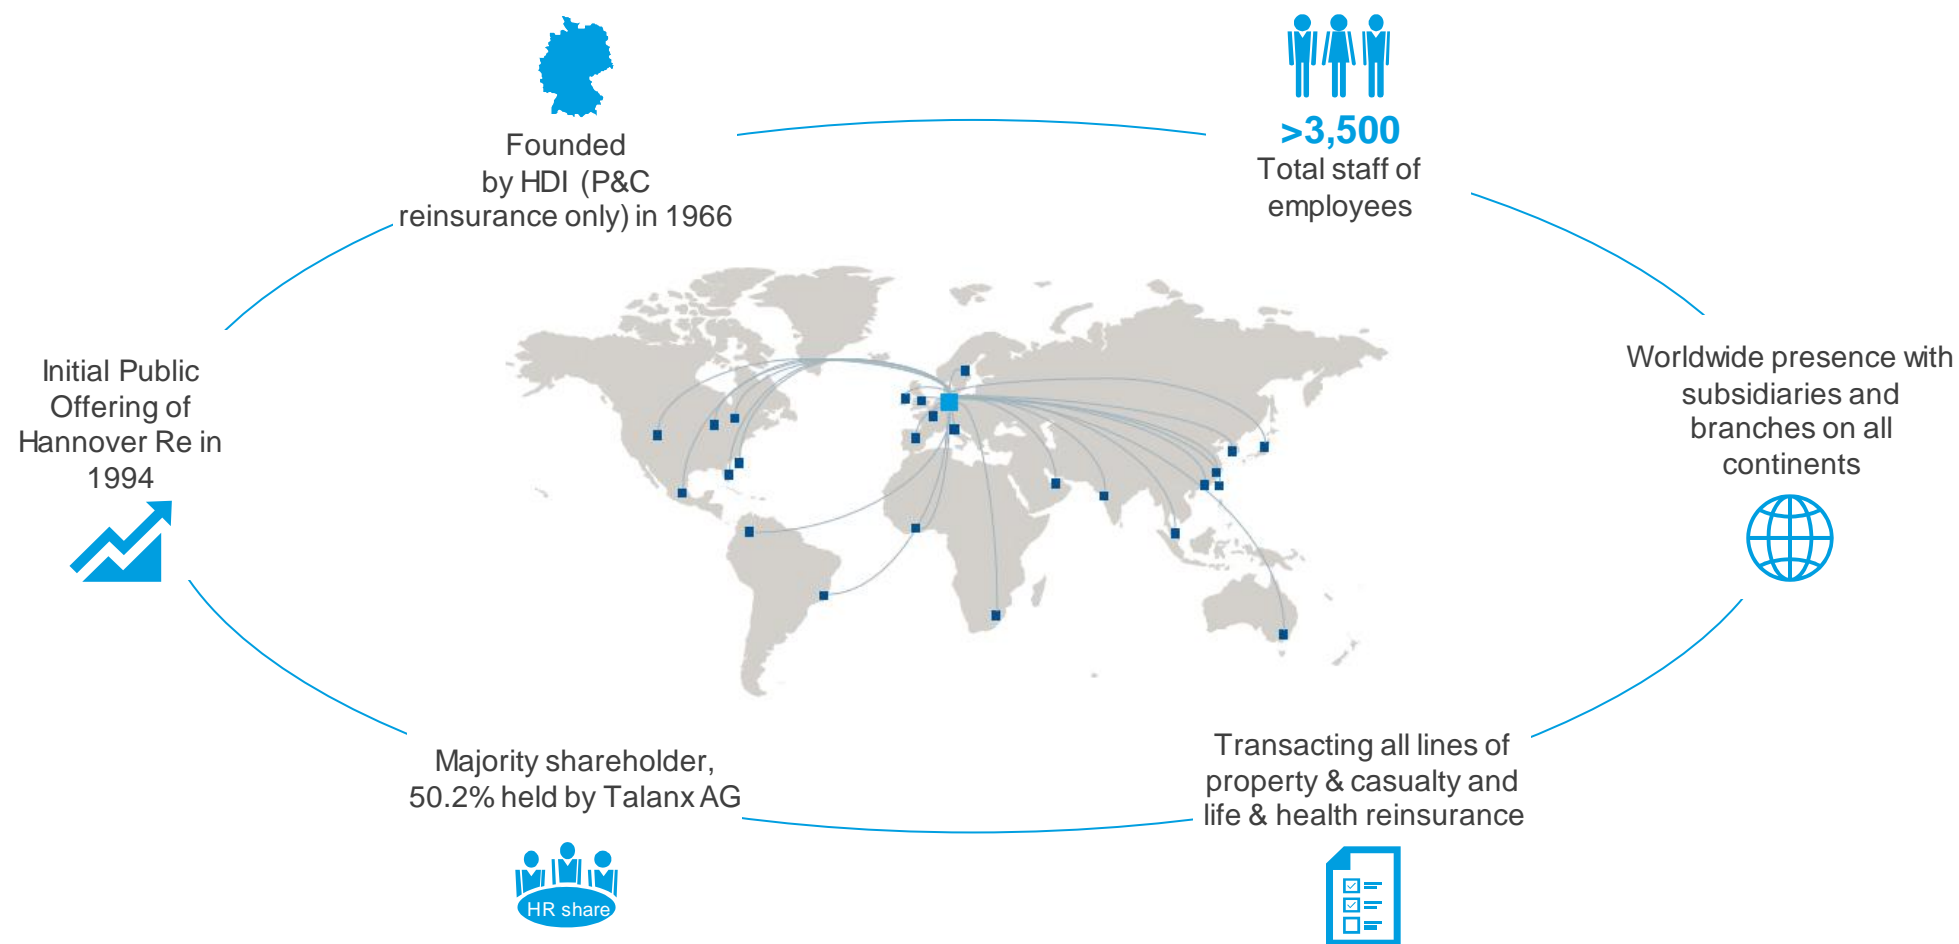 Founded
by HDI (P&C
reinsurance only) in 1966
>3,500
Total staff of
employees
Worldwide presence with
subsidiaries and
branches on all
continents
Transacting all lines of
property & casualty and
life & health reinsurance
Majority shareholder,
50.2% held by Talanx AG
HR share
Initial Public
Offering of
Hannover Re in
1994